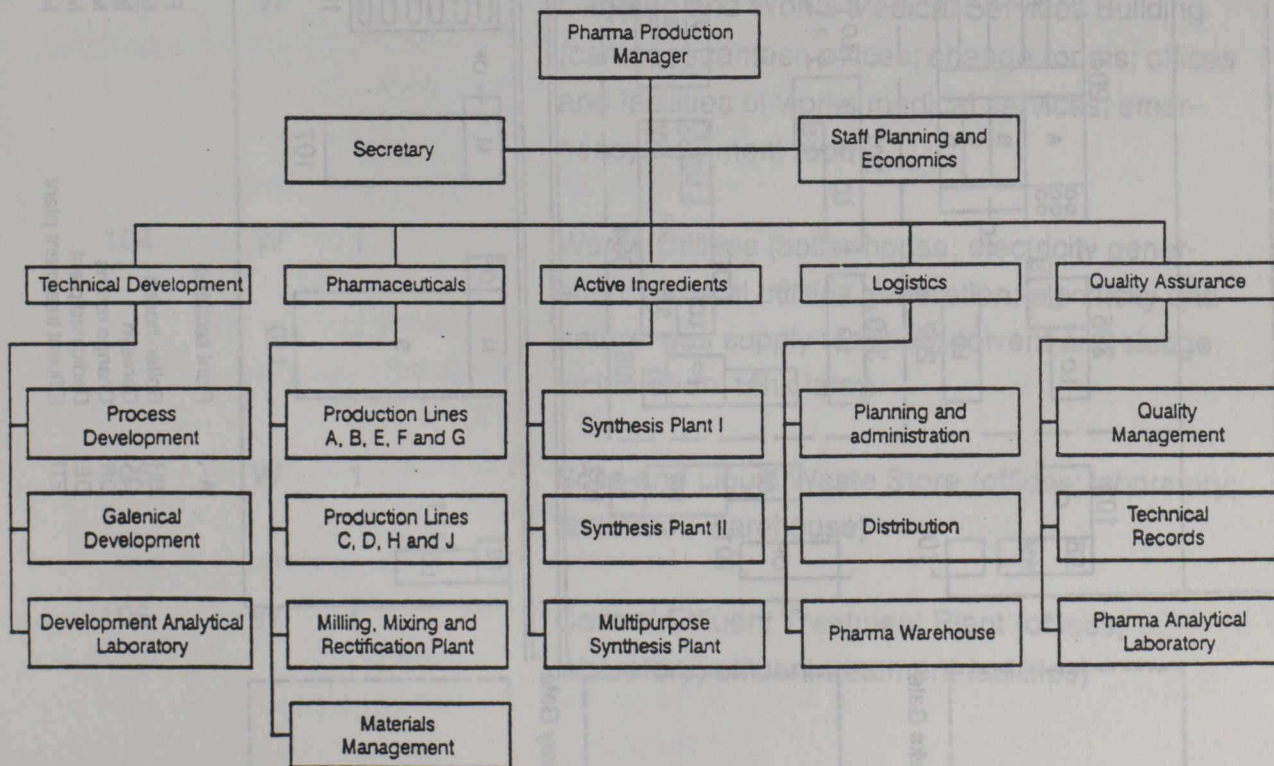 Pharma Production
Manager
Secretary
Staff Planning and
Economics
Technical Development
Pharmaceuticals
Active Ingredients
Logistics
Quality Assurance
Process
Development
Production Lines
A, B, E, F and G
Synthesis Plant I
Planning and
administration
Quality
Management
Galenical
Development
Production Lines
C, D, H and J
Synthesis Plant II
Distribution
Technical
Records
Development Analytical
Laboratory
Milling, Mixing and
Rectification Plant
Multipurpose
Synthesis Plant
Pharma Warehouse
Pharma Analytical
Laboratory
Materials
Management